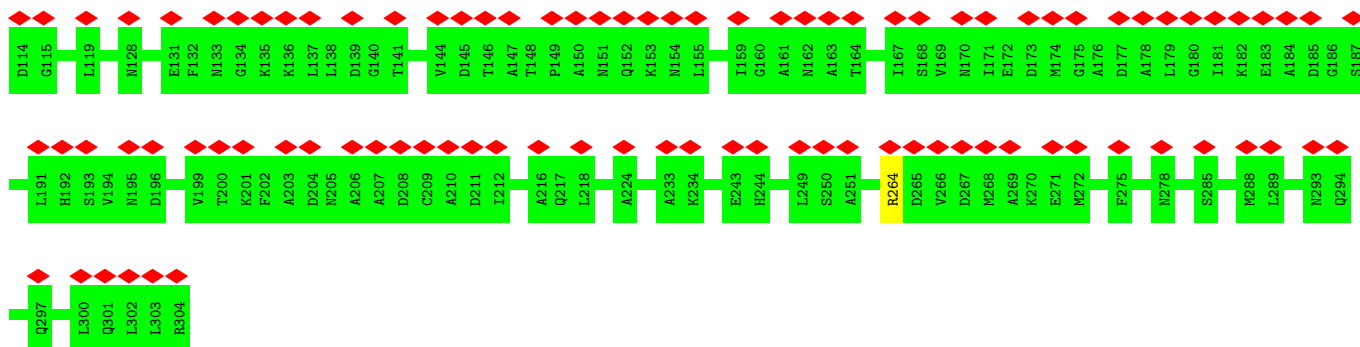 D114 G115 L119 N128 E131 F132 N133 G134 K135 K136 L137 L138 D139 G140 T141 V144 D145 T146 A147 T148 P149 A150 N151 Q152 K153 N154 L155 I159 G160 A161 N162 A163 T164 I167 S168 V169 N170 I171 E172 D173 M174 G175 A176 D177 A178 L179 G180 I181 K182 E183 A184 D185 G186 S187
L191 H192 S193 V194 N195 D196 V199 T200 K201 F202 A203 D204 N205 A206 A207 D208 C209 A210 D211 I212 A216 Q217 L218 A224 A233 K234 E243 H244 L249 S250 A251 R264 D265 V266 D267 M268 A269 K270 E271 M272 F275 N278 S285 M288 L289 N293 Q294
Q297 L300 Q301 L302 L303 R304